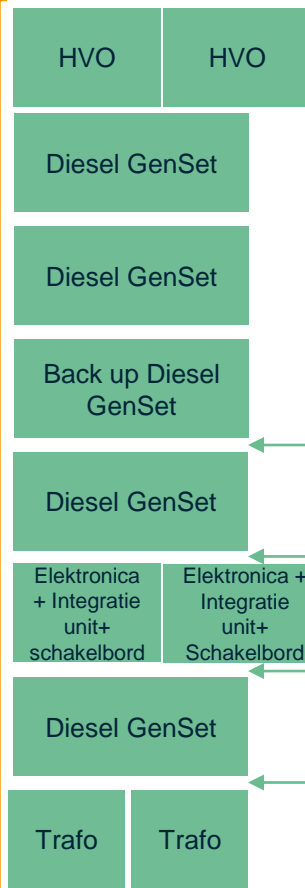 HVO
HVO
Diesel GenSet
Diesel GenSet
Back up Diesel
GenSet
Diesel GenSet
Elektronica
+ Integratie
unit+
schakelbord
Elektronica +
Integratie
unit+
Schakelbord
Diesel GenSet
Trafo
Trafo